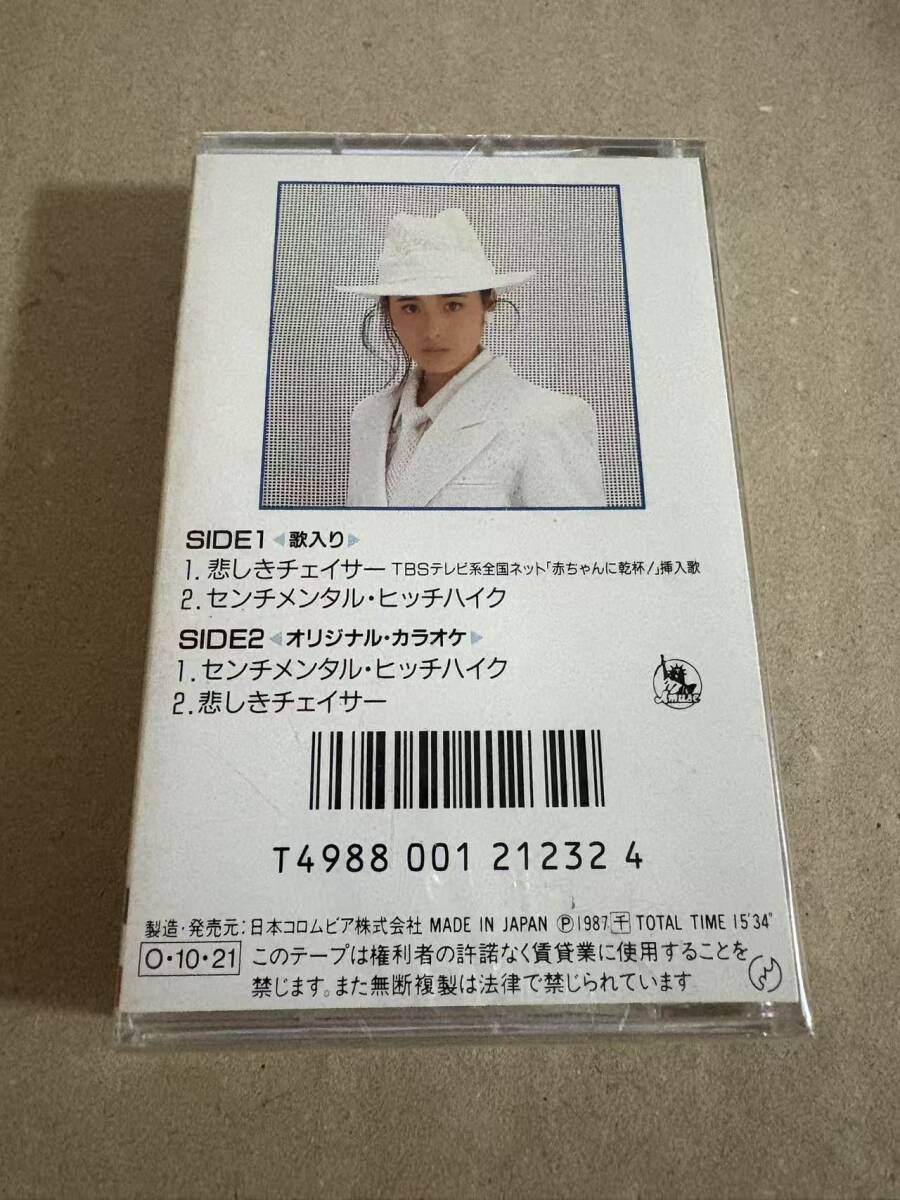 SIDE1 ◀歌入り▶
1. 悲しきチェイサー TBSテレビ系全国ネット「赤ちゃんに乾杯!」挿入歌
2. センチメンタル・ヒッチハイク
SIDE2 ◀オリジナル・カラオケ▶
1. センチメンタル・ヒッチハイク
2. 悲しきチェイサー
T4988 001 21232 4
製造・発売元:日本コロムビア株式会社 MADE IN JAPAN Ⓟ1987 千 TOTAL TIME 15'34"
O・10・21 このテープは権利者の許諾なく賃貸業に使用することを
禁じます。また無断複製は法律で禁じられています